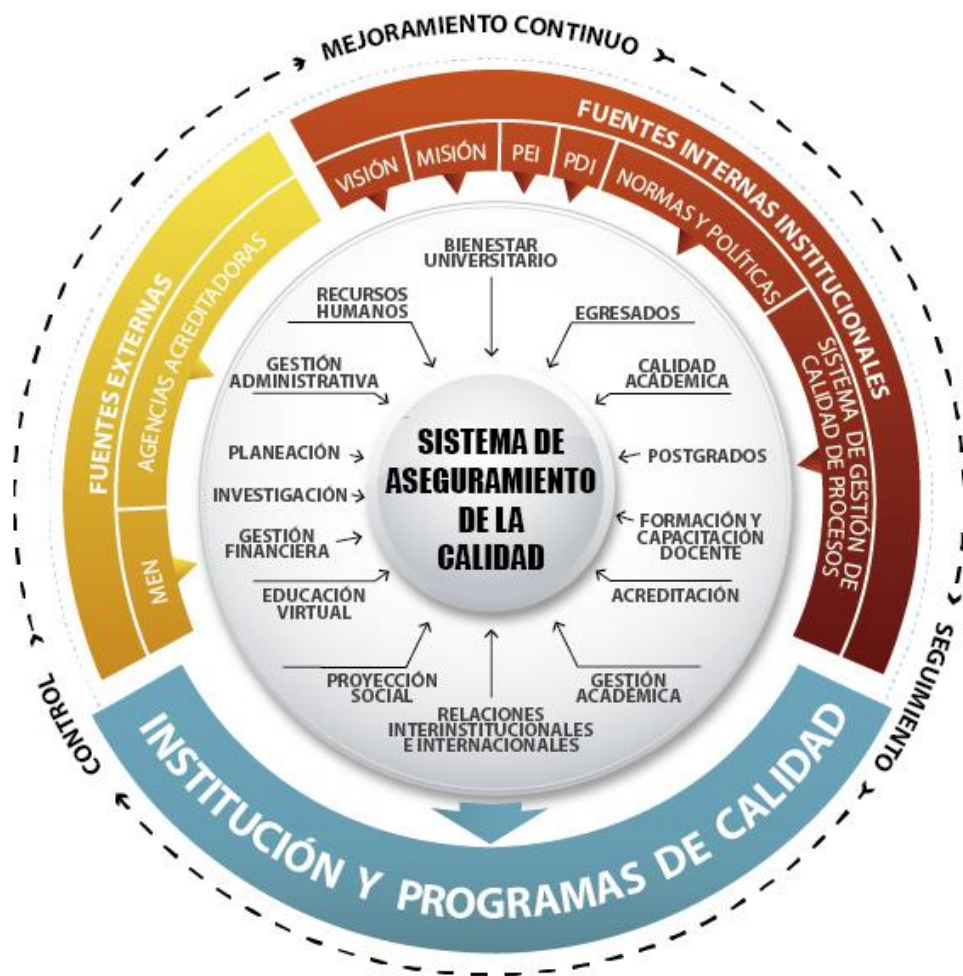 MEJORAMIENTO CONTINUO
FUENTES INTERNAS INSTITUCIONALES
VISIÓN
MISIÓN
PEI
PDI
NORMAS Y POLÍTICAS
SISTEMA DE GESTIÓN DE
CALIDAD DE PROCESOS
FUENTES EXTERNAS
AGENCIAS ACREDITADORAS
MEN
BIENESTAR
UNIVERSITARIO
RECURSOS
HUMANOS
EGRESADOS
GESTIÓN
ADMINISTRATIVA
CALIDAD
ACADÉMICA
PLANEACIÓN
POSTGRADOS
INVESTIGACIÓN
FORMACIÓN Y
CAPACITACIÓN
DOCENTE
GESTIÓN
FINANCIERA
EDUCACIÓN
VIRTUAL
ACREDITACIÓN
PROYECCIÓN
SOCIAL
GESTIÓN
ACADÉMICA
RELACIONES
INTERINSTITUCIONALES
E INTERNACIONALES
SISTEMA DE
ASEGURAMIENTO
DE LA
CALIDAD
CONTROL
SEGUIMIENTO
INSTITUCIÓN Y PROGRAMAS DE CALIDAD